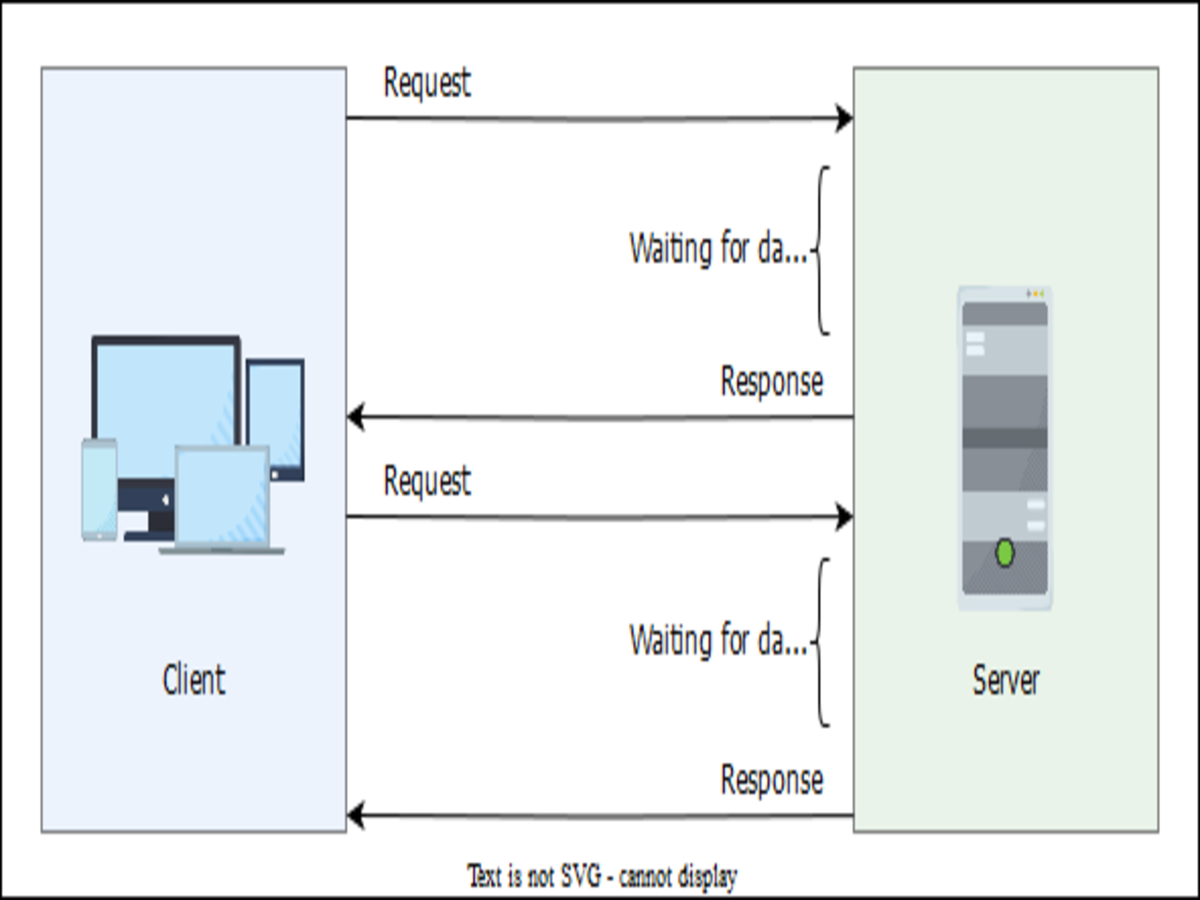 Request
Waiting for da...
Response
Request
Waiting for da...
Client
Server
Response
Text is not SVG - cannot display